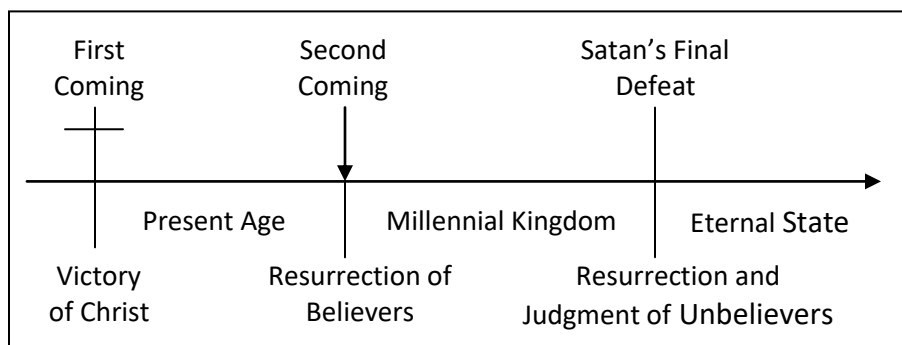 First
Coming
Second
Coming
Satan’s Final
Defeat
Present Age
Millennial Kingdom
Eternal State
Victory
of Christ
Resurrection of
Believers
Resurrection and
Judgment of Unbelievers